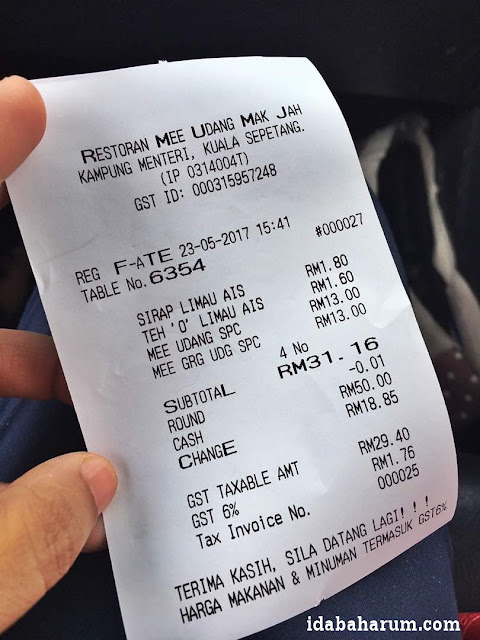 RESTORAN MEE UDANG MAK JAH
KAMPUNG MENTERI, KUALA SEPETANG.
(IP 0314004T)
GST ID: 000315957248
REG F-ATE 23-05-2017 15:41 #000027
TABLE No.6354
SIRAP LIMAU AIS RM1.80
TEH 'O' LIMAU AIS RM1.60
MEE UDANG SPC RM13.00
MEE GRG UDG SPC RM13.00
4 No
SUBTOTAL RM31.16
ROUND -0.01
CASH RM50.00
CHANGE RM18.85
GST TAXABLE AMT RM29.40
GST 6% RM1.76
Tax Invoice No. 000025
TERIMA KASIH, SILA DATANG LAGI!!!
HARGA MAKANAN & MINUMAN TERMASUK GST6%
idabaharum.com